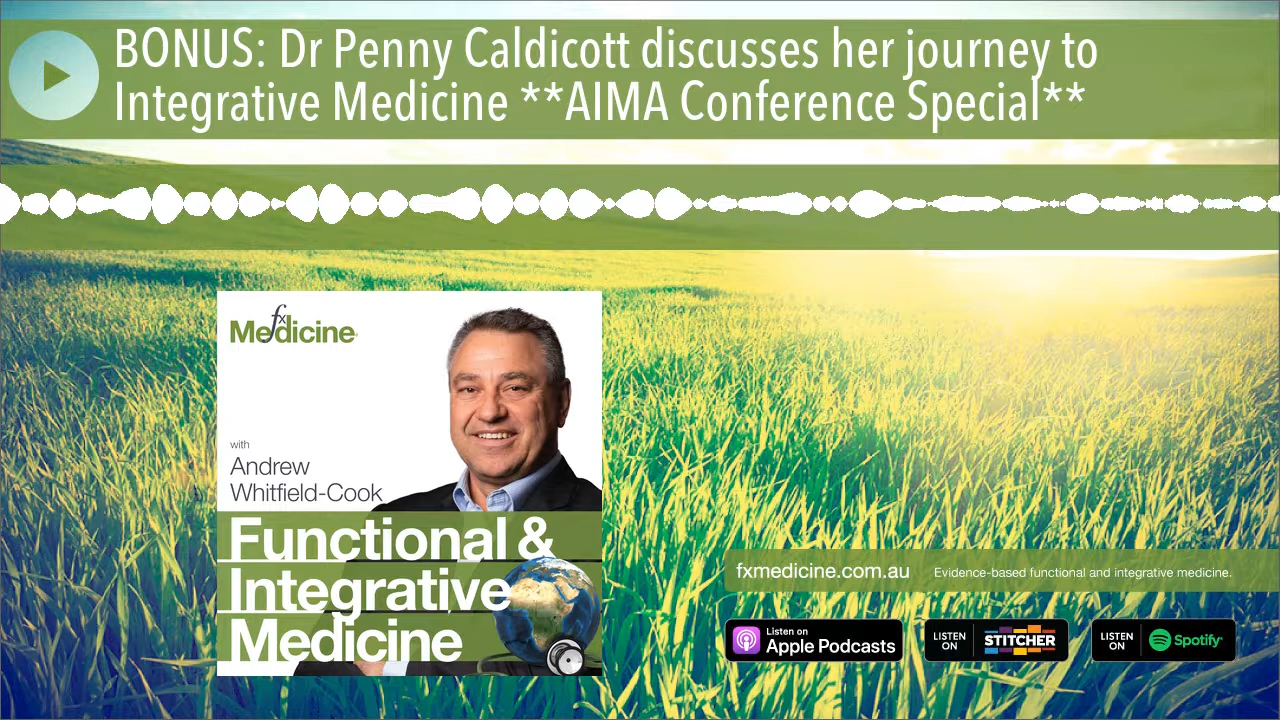 BONUS: Dr Penny Caldicott discusses her journey to
Integrative Medicine **AIMA Conference Special**
fx
Medicine
with
Andrew
Whitfield-Cook
Functional &
Integrative
Medicine
fxmedicine.com.au Evidence-based functional and integrative medicine.
Listen on
Apple Podcasts
LISTEN
ON
STITCHER
LISTEN
ON
Spotify